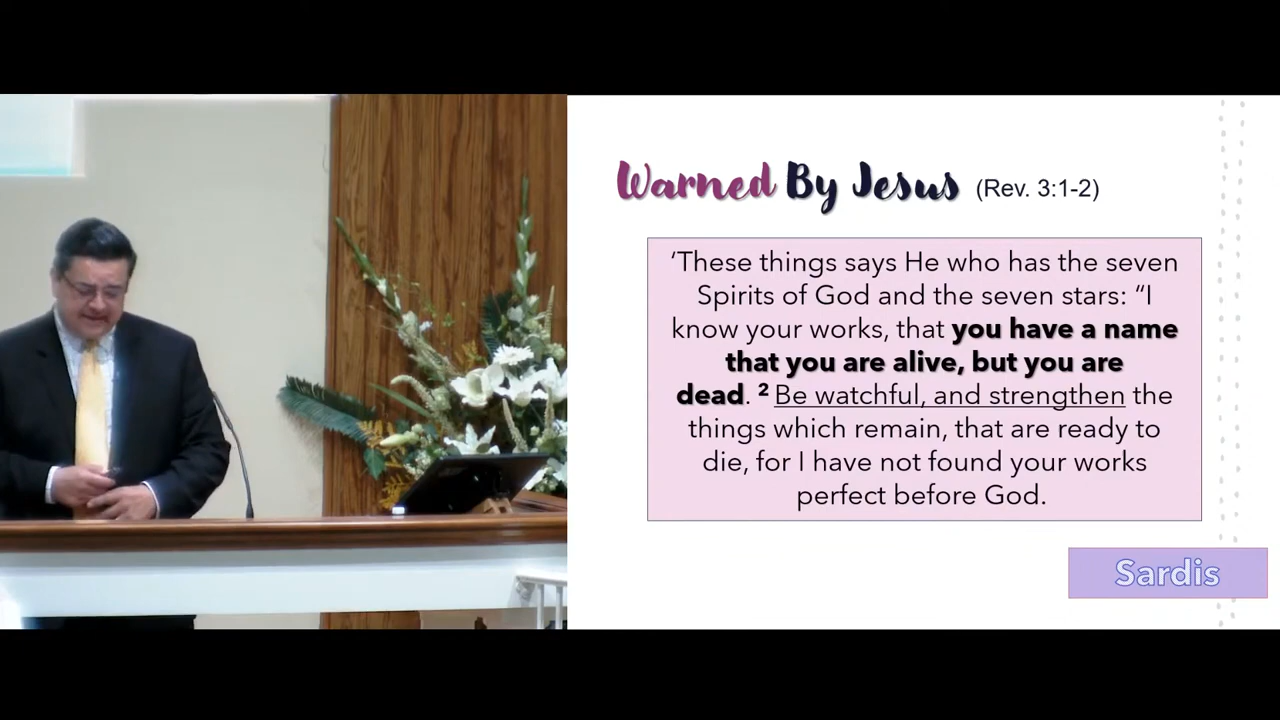 Warned By Jesus (Rev. 3:1-2)
‘These things says He who has the seven
Spirits of God and the seven stars: “I
know your works, that you have a name
that you are alive, but you are
dead. ² Be watchful, and strengthen the
things which remain, that are ready to
die, for I have not found your works
perfect before God.
Sardis